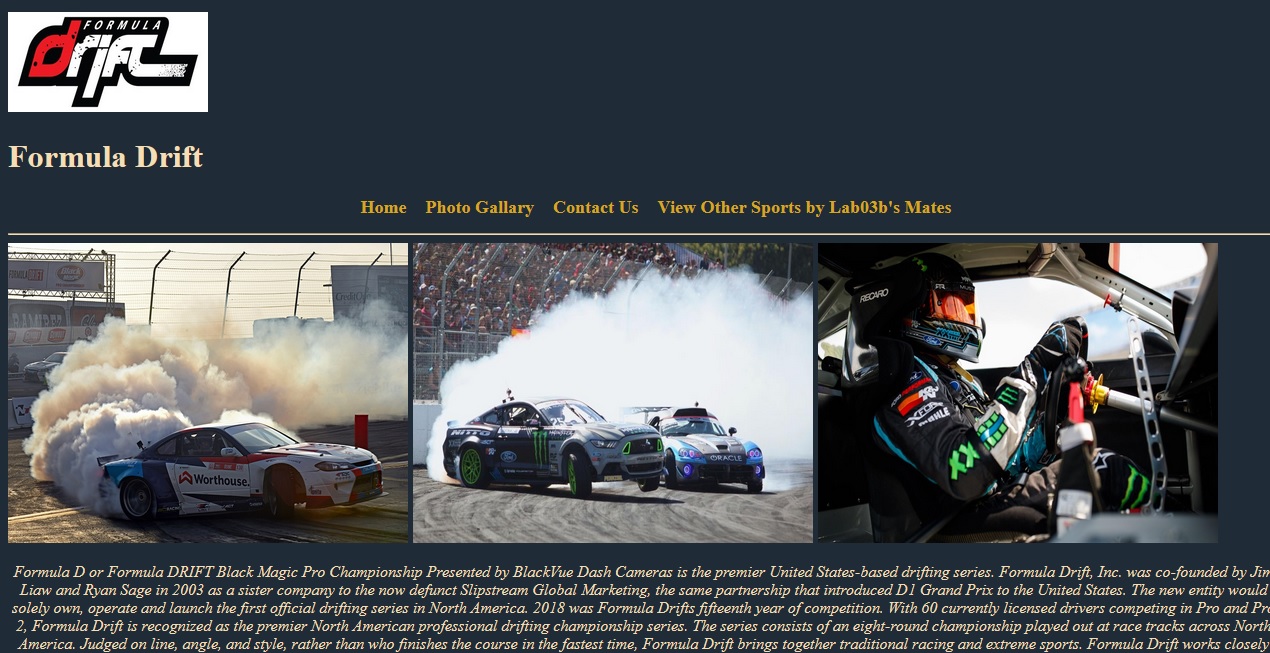 FORMULA
drift
Formula Drift
Home Photo Gallary Contact Us View Other Sports by Lab03b's Mates
Worthouse.
ORACLE
RECARO
Formula D or Formula DRIFT Black Magic Pro Championship Presented by BlackVue Dash Cameras is the premier United States-based drifting series. Formula Drift, Inc. was co-founded by Jim
Liaw and Ryan Sage in 2003 as a sister company to the now defunct Slipstream Global Marketing, the same partnership that introduced D1 Grand Prix to the United States. The new entity would
solely own, operate and launch the first official drifting series in North America. 2018 was Formula Drifts fifteenth year of competition. With 60 currently licensed drivers competing in Pro and Pro
2, Formula Drift is recognized as the premier North American professional drifting championship series. The series consists of an eight-round championship played out at race tracks across North
America. Judged on line, angle, and style, rather than who finishes the course in the fastest time, Formula Drift brings together traditional racing and extreme sports. Formula Drift works closely